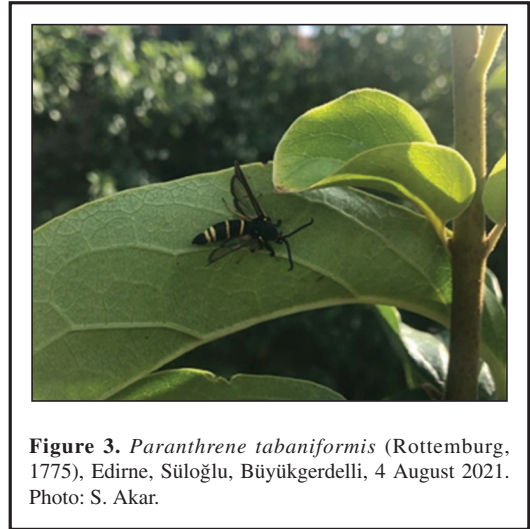 Figure 3. Paranthrene tabaniformis (Rottemburg,
1775), Edirne, Süloğlu, Büyükgerdelli, 4 August 2021.
Photo: S. Akar.